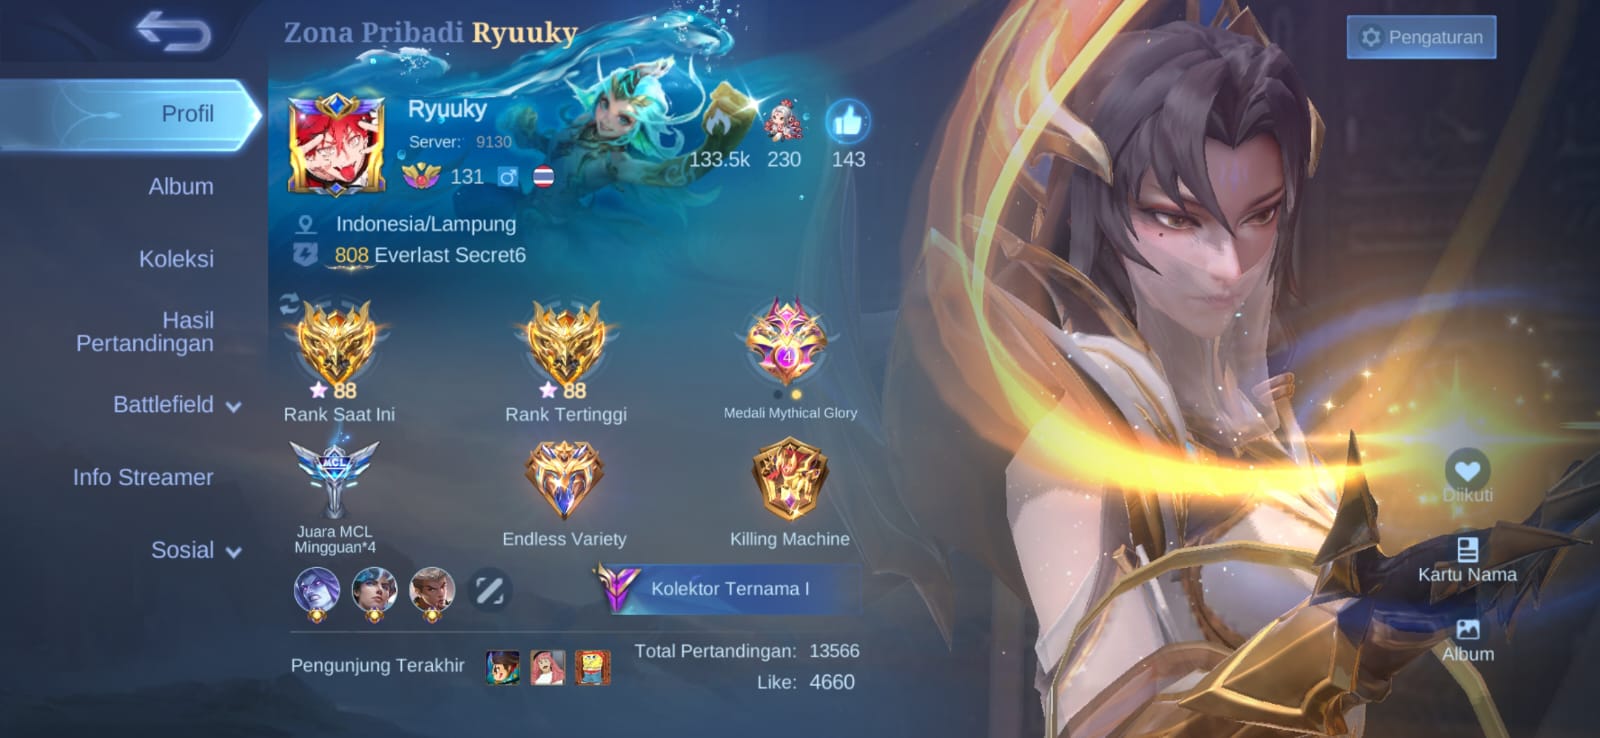 Zona Pribadi Ryuuky
Pengaturan
Profil
Album
Koleksi
Hasil
Pertandingan
Battlefield
Info Streamer
Sosial
Ryuuky
Server: 9130
131
133.5k 230 143
Indonesia/Lampung
808 Everlast Secret6
88
Rank Saat Ini
88
Rank Tertinggi
4
Medali Mythical Glory
MCL
Juara MCL
Mingguan*4
Endless Variety
Killing Machine
Kolektor Ternama I
Pengunjung Terakhir
Total Pertandingan: 13566
Like: 4660
Diikuti
Kartu Nama
Album